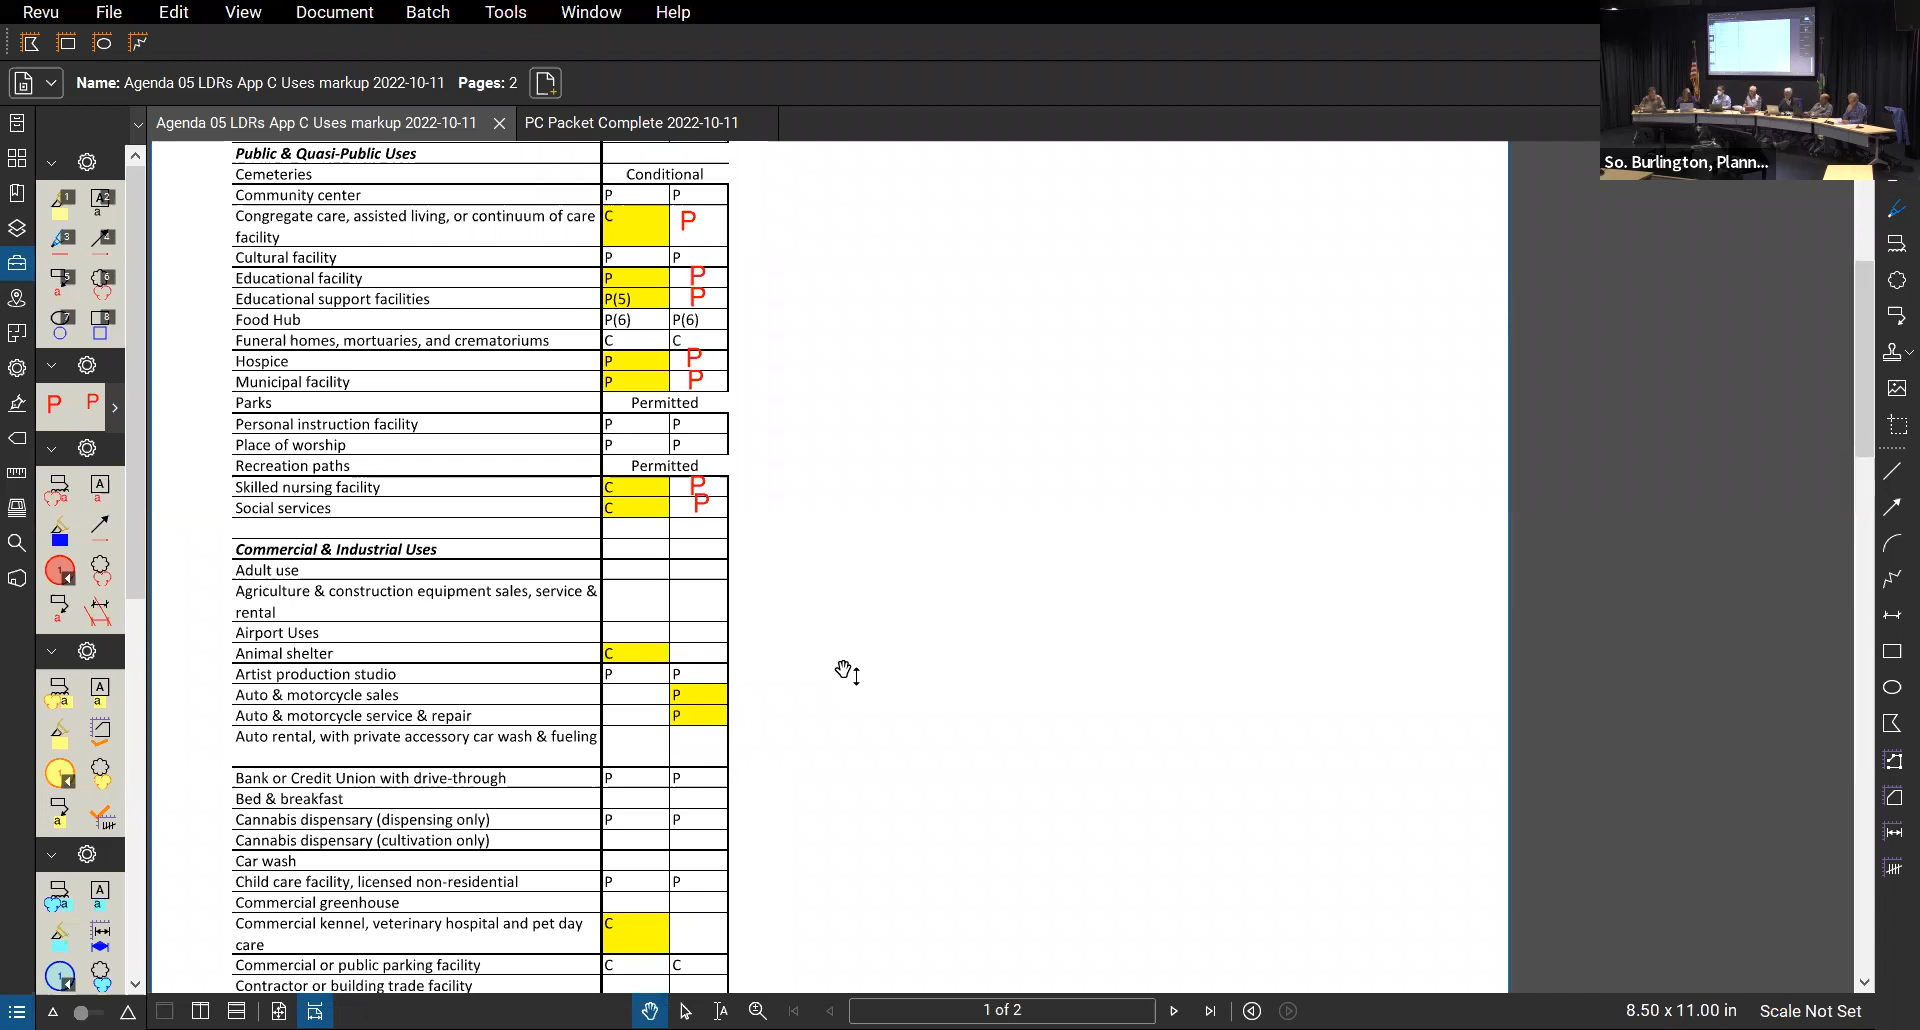 Revu File Edit View Document Batch Tools Window Help
Name: Agenda 05 LDRs App C Uses markup 2022-10-11 Pages: 2
Agenda 05 LDRs App C Uses markup 2022-10-11 PC Packet Complete 2022-10-11
So. Burlington, Plann...
Public & Quasi-Public Uses
Cemeteries Conditional
Community center P P
Congregate care, assisted living, or continuum of care C P
facility
Cultural facility P P
Educational facility P P
Educational support facilities P(5) P
Food Hub P(6) P(6)
Funeral homes, mortuaries, and crematoriums C C
Hospice P P
Municipal facility P P
Parks Permitted
Personal instruction facility P P
Place of worship P P
Recreation paths Permitted
Skilled nursing facility C P
Social services C P
Commercial & Industrial Uses
Adult use
Agriculture & construction equipment sales, service &
rental
Airport Uses
Animal shelter C
Artist production studio P P
Auto & motorcycle sales P
Auto & motorcycle service & repair P
Auto rental, with private accessory car wash & fueling
Bank or Credit Union with drive-through P P
Bed & breakfast
Cannabis dispensary (dispensing only) P P
Cannabis dispensary (cultivation only)
Car wash
Child care facility, licensed non-residential P P
Commercial greenhouse
Commercial kennel, veterinary hospital and pet day C
care
Commercial or public parking facility C C
Contractor or building trade facility
1 of 2
8.50 x 11.00 in Scale Not Set